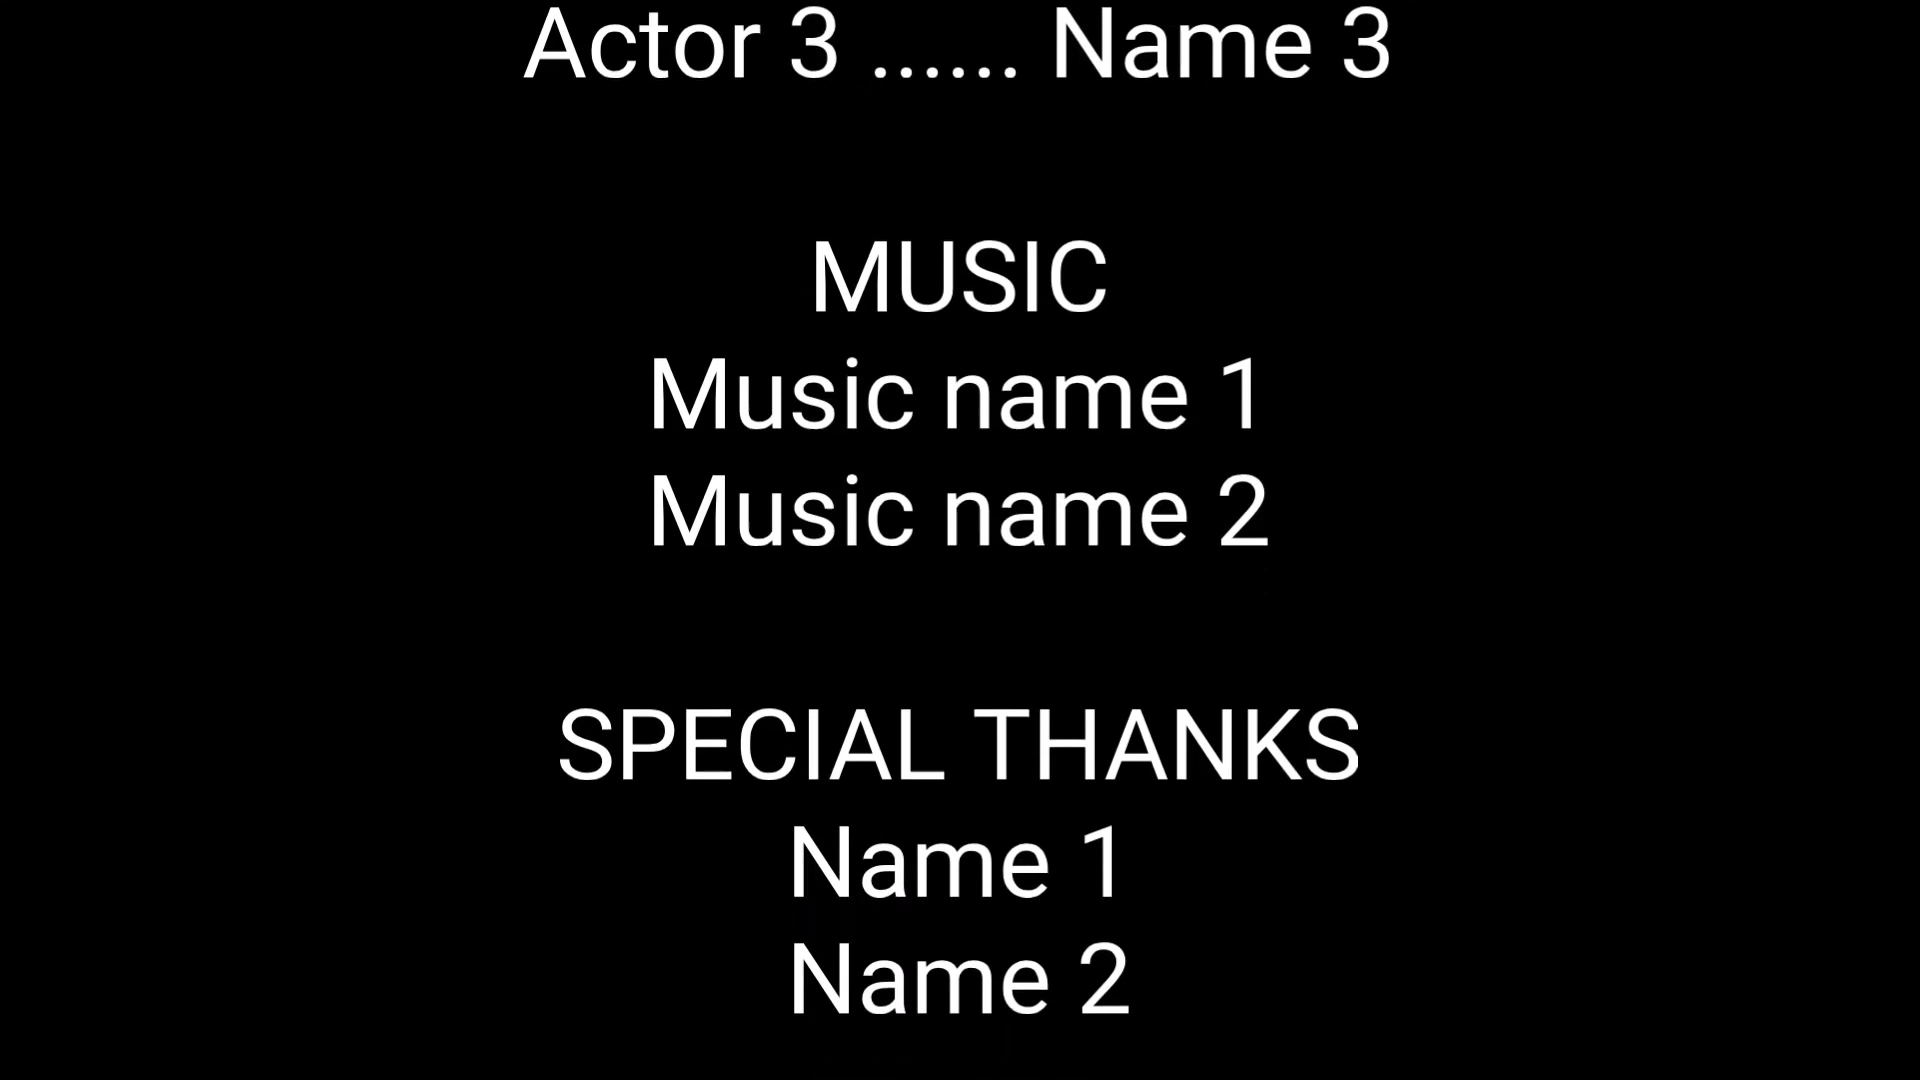 Actor 3 ...... Name 3
MUSIC
Music name 1
Music name 2
SPECIAL THANKS
Name 1
Name 2